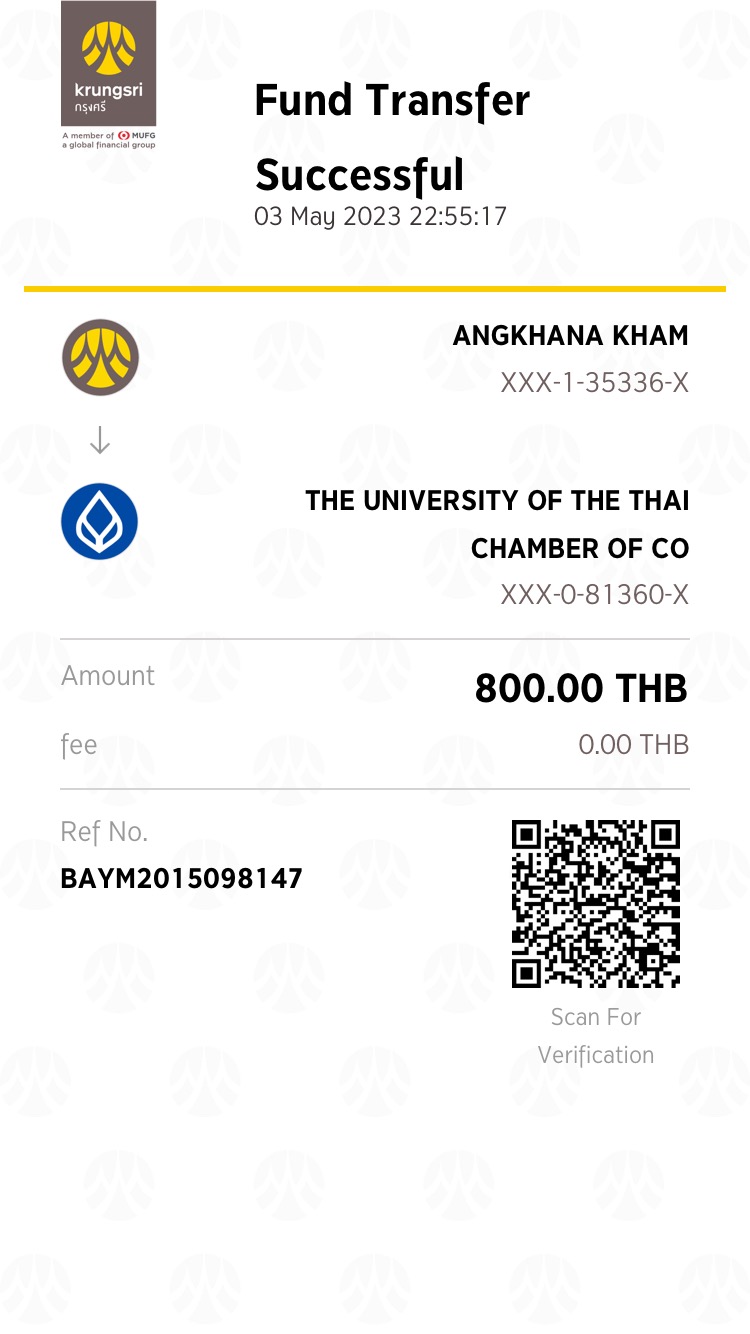 krungsri
กรุงศรี
A member of MUFG
a global financial group
Fund Transfer
Successful
03 May 2023 22:55:17
ANGKHANA KHAM
XXX-1-35336-X
THE UNIVERSITY OF THE THAI
CHAMBER OF CO
XXX-0-81360-X
Amount
800.00 THB
fee
0.00 THB
Ref No.
BAYM2015098147
Scan For
Verification